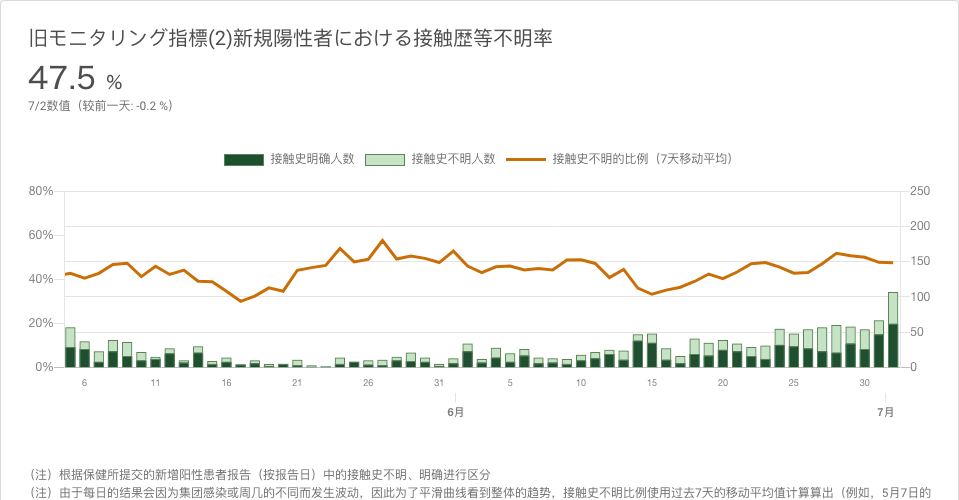 旧モニタリング指標(2)新規陽性者における接触歴等不明率
47.5 %
7/2数值（较前一天: -0.2 %）
接触史明确人数 接触史不明人数 接触史不明的比例（7天移动平均）
80% 250
200
60%
150
40%
100
20%
50
0% 0
6 11 16 21 26 31 5 10 15 20 25 30
6月 7月
（注）根据保健所提交的新增阳性患者报告（按报告日）中的接触史不明、明确进行区分
（注）由于每日的结果会因为集团感染或周几的不同而发生波动，因此为了平滑曲线看到整体的趋势，接触史不明比例使用过去7天的移动平均值计算算出（例如，5月7日的